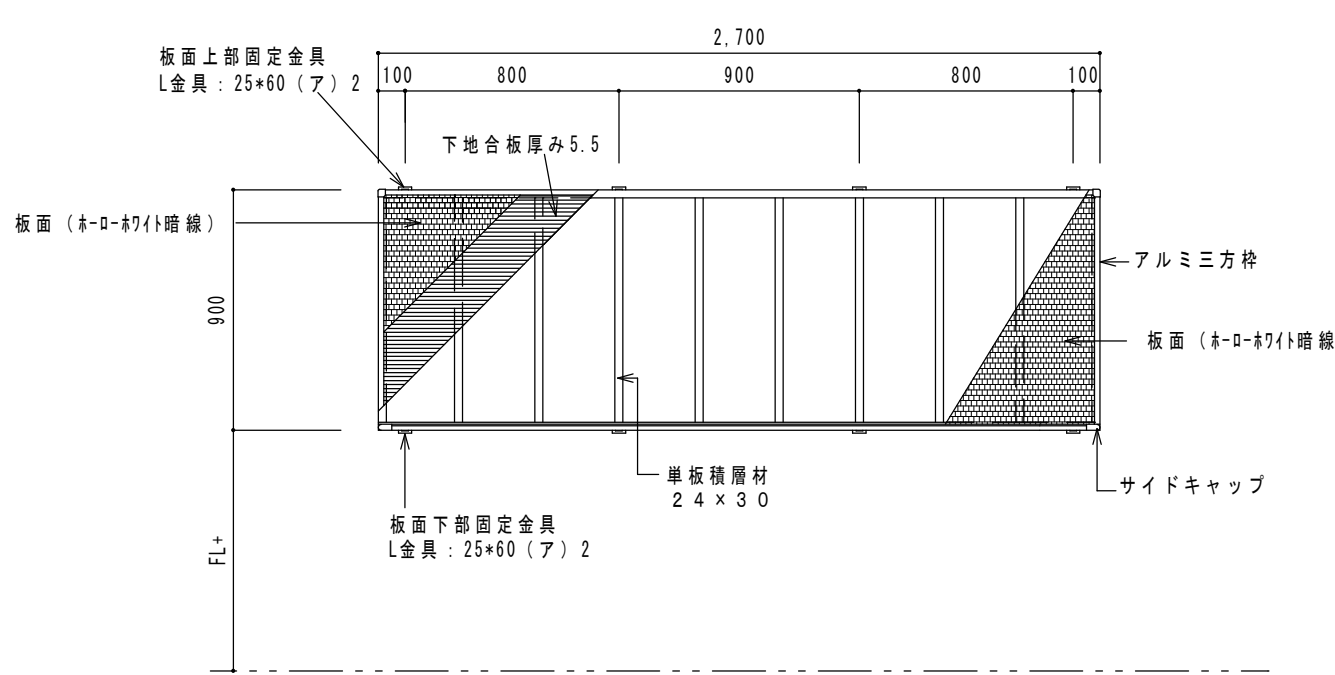 2,700
板面上部固定金具
L金具：25*60（ア）2
100
800
900
800
100
下地合板厚み5.5
板面（ﾎｰﾛｰﾎﾜｲﾄ暗線）
アルミ三方枠
900
板面（ﾎｰﾛｰﾎﾜｲﾄ暗線
単板積層材
２４×３０
サイドキャップ
板面下部固定金具
L金具：25*60（ア）2
FL+